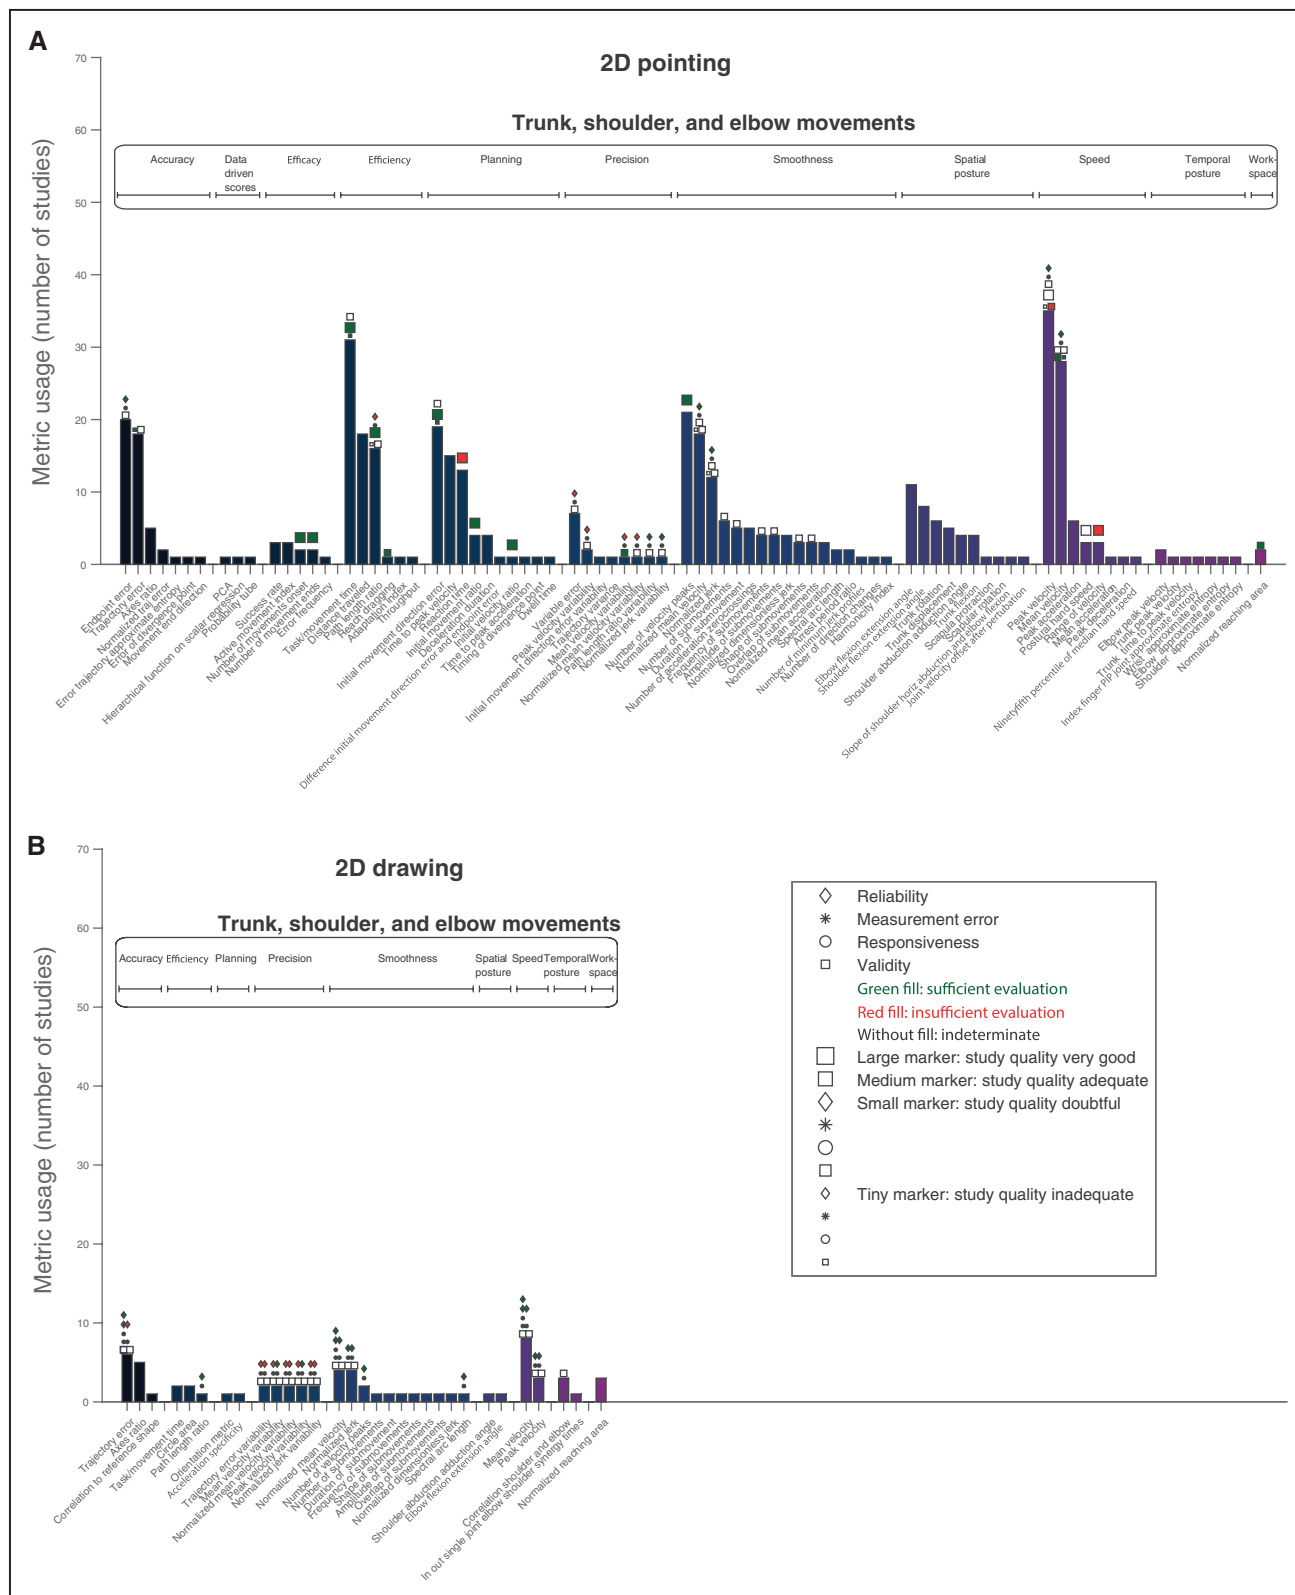 A
2D pointing
Trunk, shoulder, and elbow movements
Accuracy
Data driven scores
Efficacy
Efficiency
Planning
Precision
Smoothness
Spatial posture
Speed
Temporal posture
Work-space
Metric usage (number of studies)
70
60
50
40
30
20
10
0
Endpoint error
Trajectory error
Axes ratio
Normalized traj error
Error trajectory approximate entropy
Error of divergence point
Movement end direction
PCA
Hierarchical function on scalar regression
Probability tube
Success rate
Active movement index
Number of movements onset
Number of movement ends
Error frequency
Task/movement time
Distance traveled
Path length ratio
Reach dragging
Adaptation index
Throughput
Initial movement direction error
Time to peak velocity
Reaction time
Initial movement ratio
Deceleration duration
Difference initial movement direction error and endpoint error
Initial velocity ratio
Time to peak acceleration
Timing of divergence point
Dwell time
Variable error
Peak velocity variability
Initial movement direction error variability
Trajectory variance
Mean velocity variability
Normalized mean velocity variability
Path length ratio variability
Normalized jerk variability
Number of velocity peaks
Normalized mean velocity
Normalized jerk
Number of submovements
Duration of submovements
Number of acceleration zerocrossings
Frequency of submovements
Amplitude of submovements
Normalized dimensionless jerk
Shape of submovements
Overlap of submovements
Normalized mean acceleration
Spectral arc length
Speed arrest period ratio
Number of minimum jerk profiles
Number of direction changes
Harmonicity index
Elbow flexion extension angle
Shoulder flexion extension angle
Trunk rotation
Trunk displacement
Shoulder abduction adduction angle
Trunk flexion
Scapular protraction
Scapular rotation
Slope of shoulder horiz abduction and elbow flexion
Joint velocity offset after perturbation
Peak velocity
Mean velocity
Peak acceleration
Postural hand speed
Range of velocity
Mean acceleration
Peak deceleration
Ninetyfifth percentile of median hand speed
Elbow peak velocity
Trunk peak velocity
Trunk time to peak velocity
Index finger PIP joint approximate entropy
Wrist approximate entropy
Elbow approximate entropy
Shoulder approximate entropy
Normalized reaching area
B
2D drawing
Trunk, shoulder, and elbow movements
Accuracy
Efficiency
Planning
Precision
Smoothness
Spatial posture
Speed
Temporal posture
Work-space
Metric usage (number of studies)
70
60
50
40
30
20
10
0
Trajectory error
Axes ratio
Correlation to reference shape
Task/movement time
Circle area
Path length ratio
Orientation metric
Acceleration specificity
Trajectory error variability
Mean velocity variability
Normalized mean velocity variability
Peak velocity variability
Normalized jerk variability
Normalized mean velocity
Normalized jerk
Number of velocity peaks
Number of submovements
Duration of submovement
Frequency of submovements
Shape of submovements
Amplitude of submovements
Overlap of submovements
Normalized dimensionless jerk
Spectral arc length
Shoulder abduction adduction angle
Elbow flexion extension angle
Mean velocity
Peak velocity
Correlation shoulder and elbow
In out single joint elbow shoulder synergy times
Normalized reaching area
Reliability
Measurement error
Responsiveness
Validity
Green fill: sufficient evaluation
Red fill: insufficient evaluation
Without fill: indeterminate
Large marker: study quality very good
Medium marker: study quality adequate
Small marker: study quality doubtful
Tiny marker: study quality inadequate